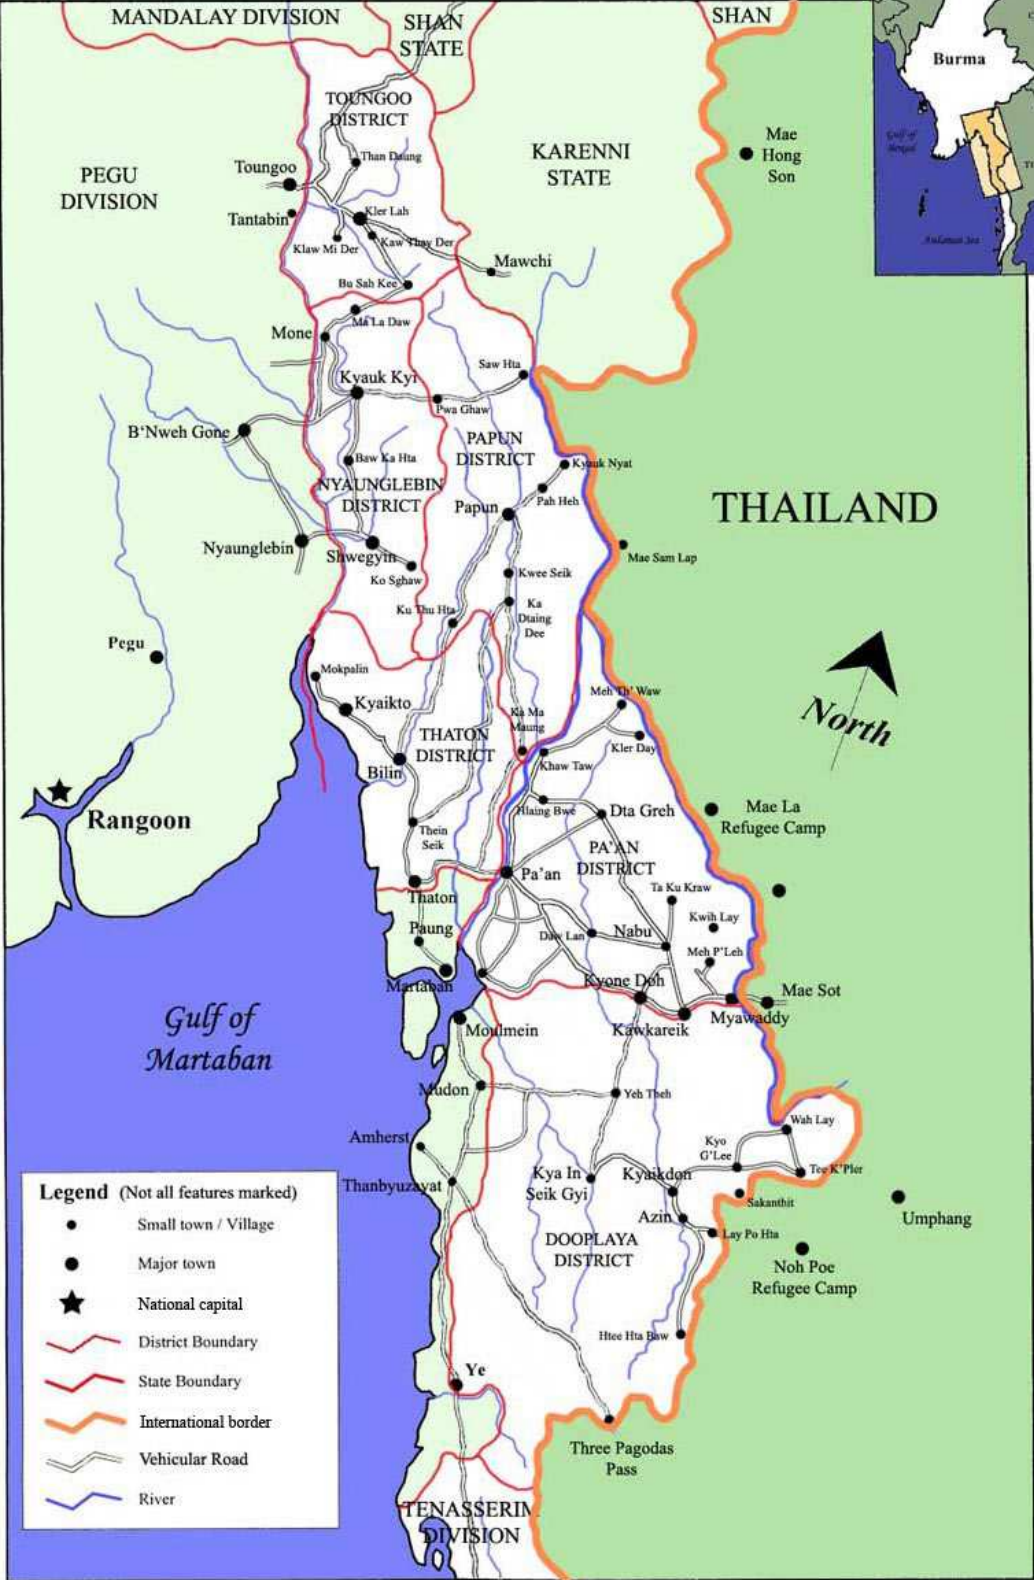 MANDALAY DIVISION
SHAN
STATE
SHAN
Burma
Gulf of
Bengal
Andaman Sea
TOUNGOO
DISTRICT
Than Daung
Toungoo
PEGU
DIVISION
KARENNI
STATE
Mae
Hong
Son
Tantabin
Kler Lah
Klaw Mi Der
Kaw Thay Der
Mawchi
Bu Sah Kee
Ma La Daw
Mone
Saw Hta
Kyauk Kyi
Pwa Ghaw
B'Nweh Gone
PAPUN
DISTRICT
Baw Ka Hta
Kyauk Nyat
NYAUNGLEBIN
DISTRICT
Pah Heh
Papun
THAILAND
Nyaunglebin
Shwegyin
Mae Sam Lap
Ko Sghaw
Kwee Seik
Ku Thu Hta
Ka
Dtaing
Dee
Pegu
Mokpalin
Kyaikto
Meh Th' Waw
Ka Ma
Maung
North
THATON
DISTRICT
Kler Day
Khaw Taw
Bilin
Rangoon
Hlaing Bwe
Dta Greh
Mae La
Refugee Camp
Thein
Seik
PA'AN
DISTRICT
Pa'an
Ta Ku Kraw
Thaton
Kwih Lay
Paung
Daw Lan
Nabu
Meh P'Leh
Martaban
Kyone Doh
Mae Sot
Myawaddy
Kawkareik
Gulf of
Martaban
Moulmein
Mudon
Yeh Theh
Wah Lay
Amherst
Kyo
G'Lee
Tee K'Pler
Thanbyuzayat
Kya In
Seik Gyi
Kyaikdon
Sakanthit
Umphang
Azin
Lay Po Hta
DOOPLAYA
DISTRICT
Noh Poe
Refugee Camp
Htee Hta Baw
Ye
Three Pagodas
Pass
TENASSERIM
DIVISION
Legend (Not all features marked)
Small town / Village
Major town
National capital
District Boundary
State Boundary
International border
Vehicular Road
River